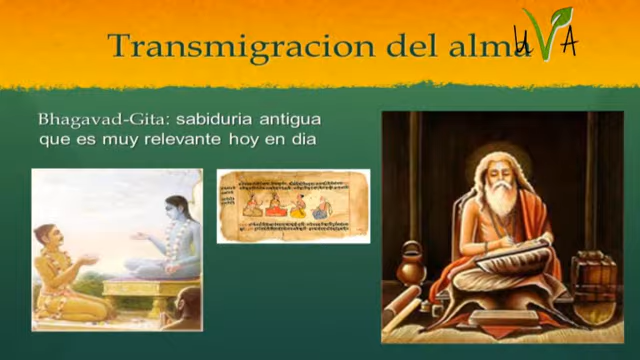 Transmigracion del alma
UVA
Bhagavad-Gita: sabiduria antigua
que es muy relevante hoy en dia